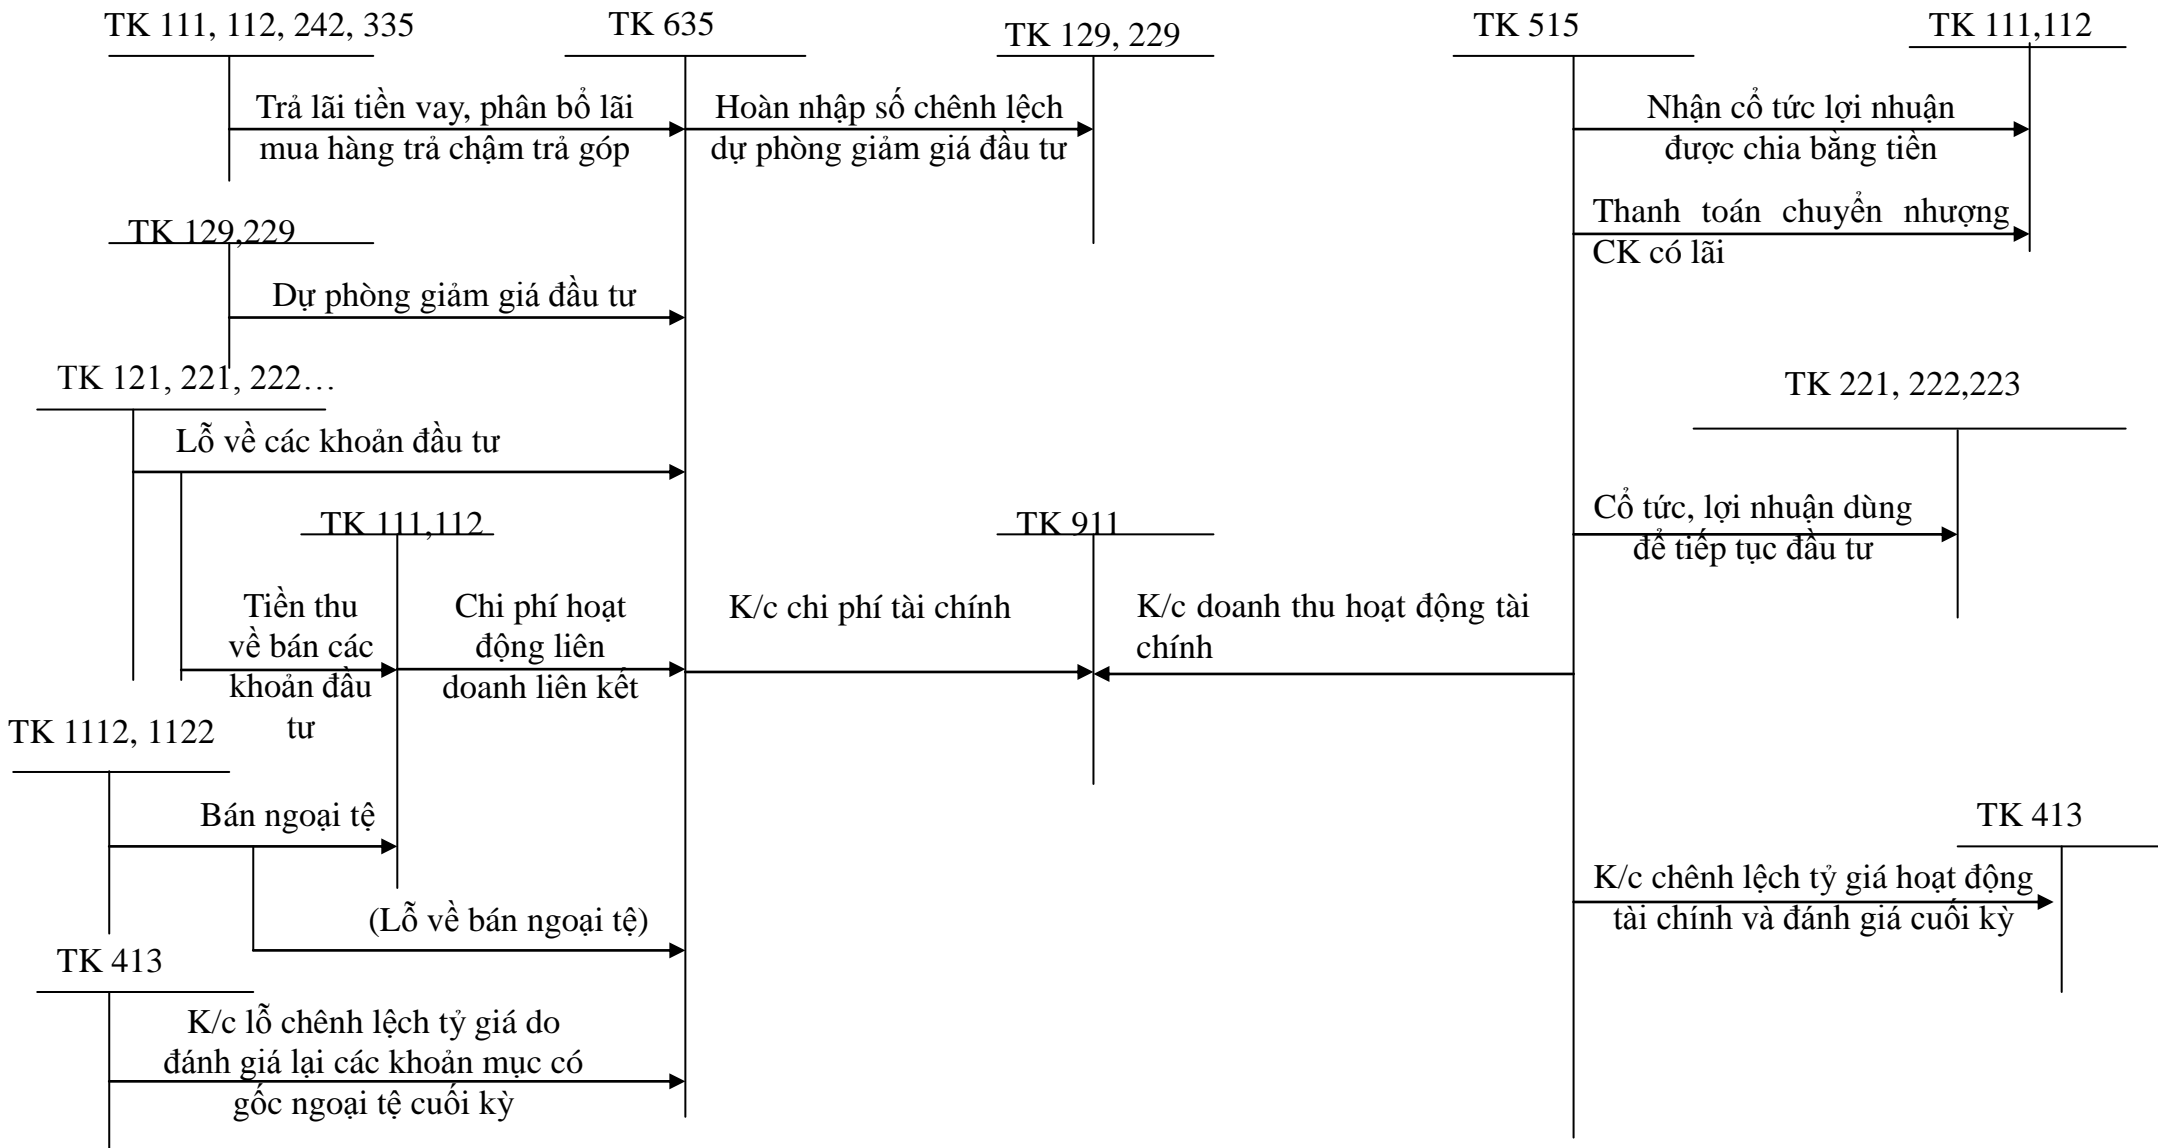 TK 111, 112, 242, 335
TK 635
TK 129, 229
TK 515
TK 111,112
Trả lãi tiền vay, phân bổ lãi
mua hàng trả chậm trả góp
Hoàn nhập số chênh lệch
dự phòng giảm giá đầu tư
Nhận cổ tức lợi nhuận
được chia bằng tiền
Thanh toán chuyển nhượng
CK có lãi
TK 129,229
Dự phòng giảm giá đầu tư
TK 121, 221, 222…
TK 221, 222,223
Lỗ về các khoản đầu tư
TK 111,112
TK 911
Cổ tức, lợi nhuận dùng
để tiếp tục đầu tư
Tiền thu
về bán các
khoản đầu
tư
Chi phí hoạt
động liên
doanh liên kết
K/c chi phí tài chính
K/c doanh thu hoạt động tài
chính
TK 1112, 1122
Bán ngoại tệ
TK 413
K/c chênh lệch tỷ giá hoạt động
tài chính và đánh giá cuối kỳ
(Lỗ về bán ngoại tệ)
TK 413
K/c lỗ chênh lệch tỷ giá do
đánh giá lại các khoản mục có
gốc ngoại tệ cuối kỳ